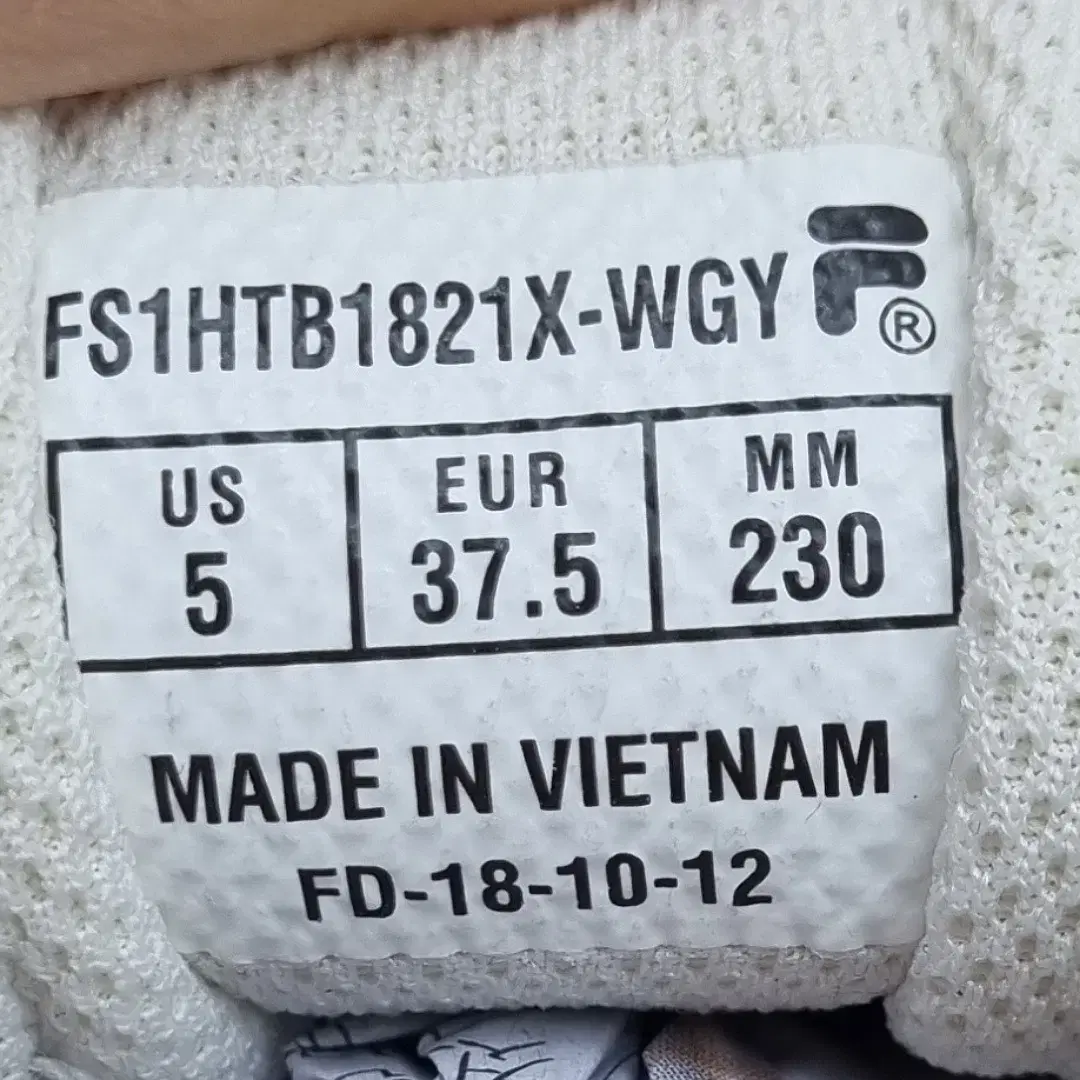 FS1HTB1821X-WGY
®
US EUR MM
5 37.5 230
MADE IN VIETNAM
FD-18-10-12